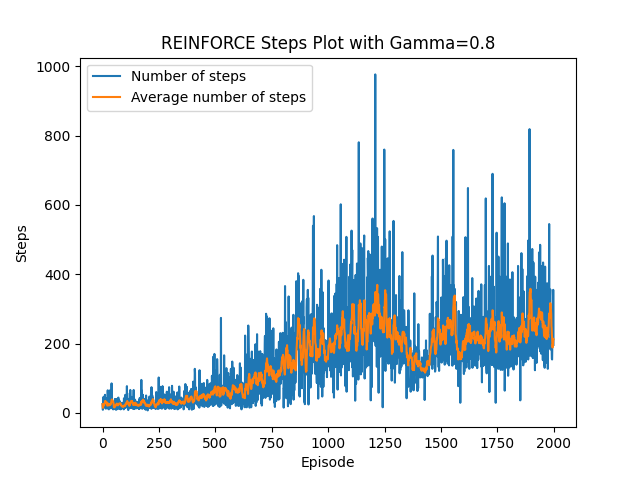 REINFORCE Steps Plot with Gamma=0.8
Number of steps
Average number of steps
1000
800
600
400
200
0
Steps
0 250 500 750 1000 1250 1500 1750 2000
Episode